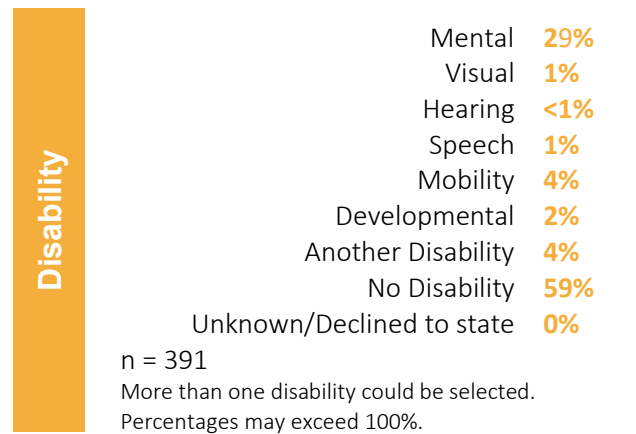 Disability
Mental 29%
Visual 1%
Hearing <1%
Speech 1%
Mobility 4%
Developmental 2%
Another Disability 4%
No Disability 59%
Unknown/Declined to state 0%
n = 391
More than one disability could be selected.
Percentages may exceed 100%.